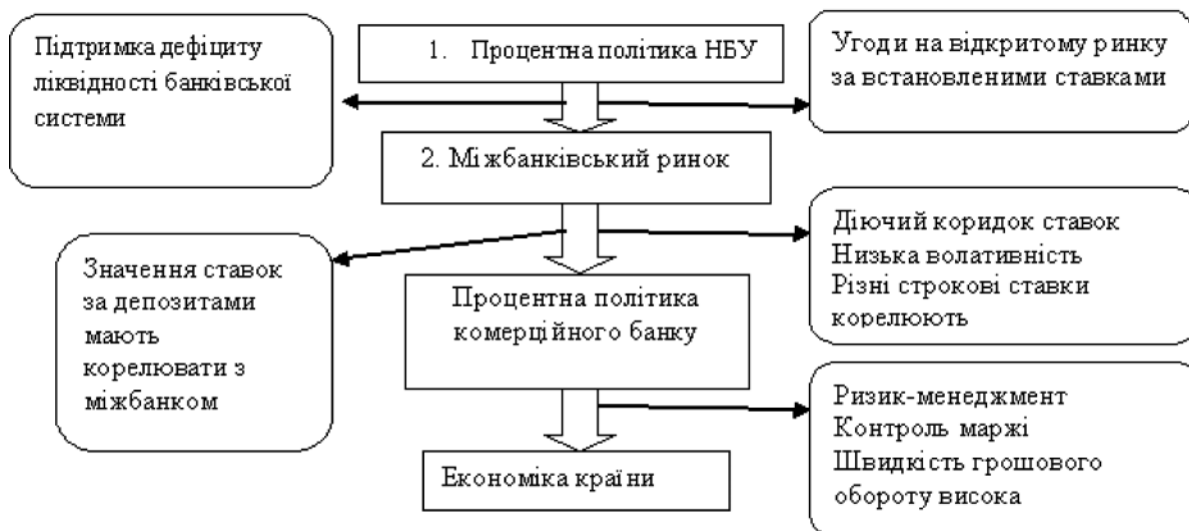 Підтримка дефіциту
ліквідності банківської
системи
1. Процентна політика НБУ
Угоди на відкритому ринку
за встановленими ставками
2. Міжбанківський ринок
Значення ставок
за депозитами
мають
корелювати з
міжбанком
Діючий коридок ставок
Низька волативність
Різні строкові ставки
корелюють
Процентна політика
комерційного банку
Ризик-менеджмент
Контроль маржі
Швидкість грошового
обороту висока
Економіка країни